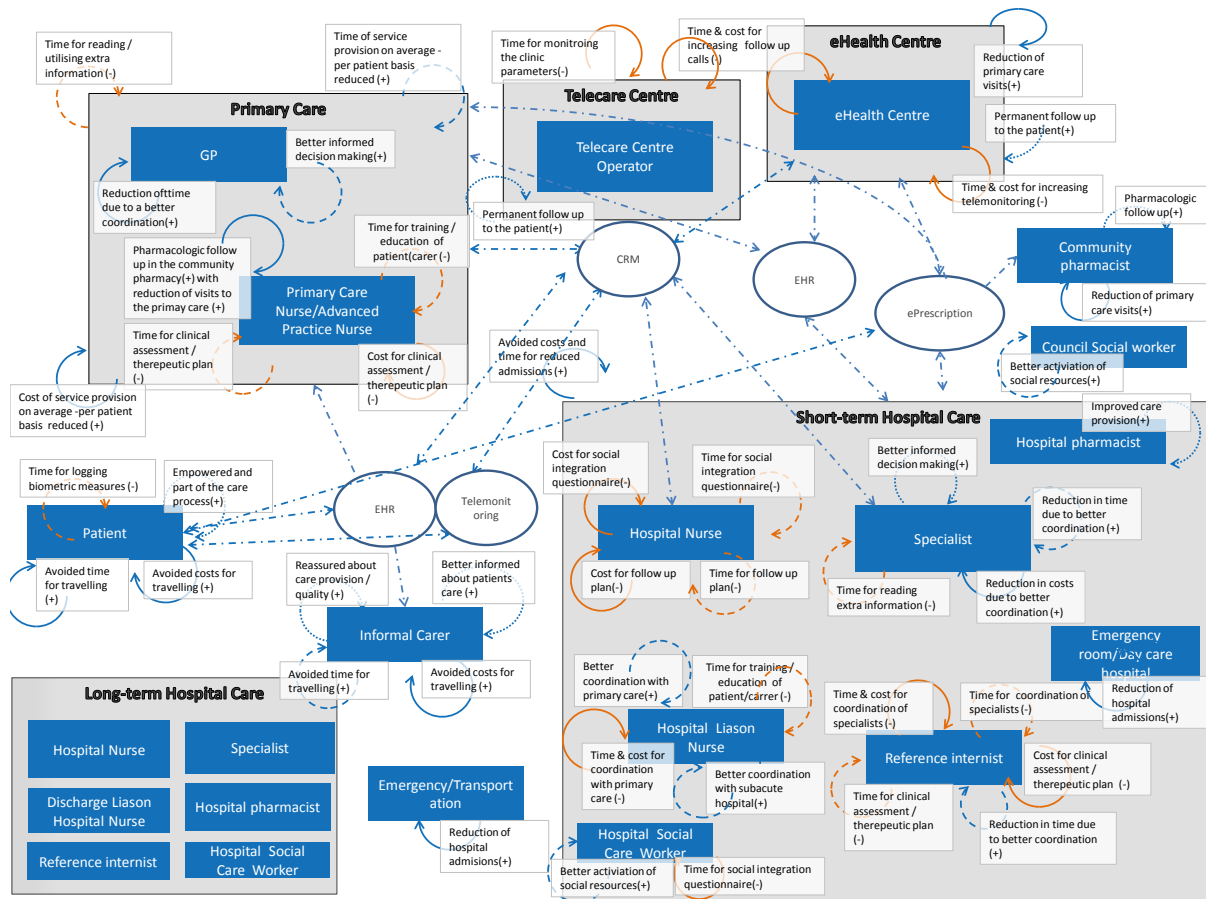 Time for reading /
utilising extra
information (-)
Time of service
provision on average -
per patient basis
reduced (+)
Time for monitroing the
the clinic
parameters(-)
Time & cost for
increasing follow up
calls (-)
eHealth Centre
Reduction of
primary care
visits(+)
Primary Care
Telecare Centre
eHealth Centre
Permanent follow up
to the patient(+)
GP
Better informed
decision making(+)
Telecare Centre
Operator
Reduction oftime
due to a better
coordination(+)
Permanent follow up
to the patient(+)
Time & cost for increasing
telemonitoring (-)
Pharmacologic
follow up(+)
Pharmacologic follow
up in the community
pharmacy(+) with
reduction of visits to
the primay care (+)
Time for training /
education of
patient(carer (-)
CRM
EHR
ePrescription
Community
pharmacist
Primary Care
Nurse/Advanced
Practice Nurse
Reduction of primary
care visits(+)
Time for clinical
assessment /
therepeutic plan
(-)
Cost for clinical
assessment /
therepeutic plan
(-)
Avoided costs and
time for reduced
admissions (+)
Council Social worker
Better activiation of
social resources(+)
Cost of service provision
on average -per patient
basis reduced (+)
Short-term Hospital Care
Improved care
provision(+)
Hospital pharmacist
Time for logging
biometric measures (-)
Empowered and
part of the care
process(+)
Patient
EHR
Telemonit
oring
Cost for social
integration
questionnaire(-)
Time for social
integration
questionnaire(-)
Better informed
decision making(+)
Reduction in time
due to better
coordination (+)
Hospital Nurse
Specialist
Avoided time
for travelling
(+)
Avoided costs for
travelling (+)
Reassured about
care provision /
quality (+)
Better informed
about patients
care (+)
Cost for follow up
plan(-)
Time for follow up
plan(-)
Time for reading
extra information (-)
Reduction in costs
due to better
coordination (+)
Informal Carer
Avoided time for
travelling (+)
Avoided costs for
travelling (+)
Emergency
room/Day care
hospital
Reduction of
hospital
admissions(+)
Long-term Hospital Care
Hospital Nurse
Specialist
Discharge Liason
Hospital Nurse
Hospital pharmacist
Reference internist
Hospital Social
Care Worker
Emergency/Transport
ation
Reduction of
hospital
admisions(+)
Better
coordination with
primary care(+)
Time for training /
education of
patient/carrer (-)
Hospital Liason
Nurse
Time & cost for
coordination
with primary
care (-)
Better coordination
with subacute
hospital(+)
Hospital Social
Care Worker
Better activiation of
social resources(+)
Time for social integration
questionnaire(-)
Time & cost for
coordination of
specialists (-)
Time for coordination of
specialists (-)
Reference internist
Cost for clinical
assessment /
therepeutic plan (-)
Time for clinical
assessment /
therepeutic plan
(-)
Reduction in time due
to better coordination
(+)